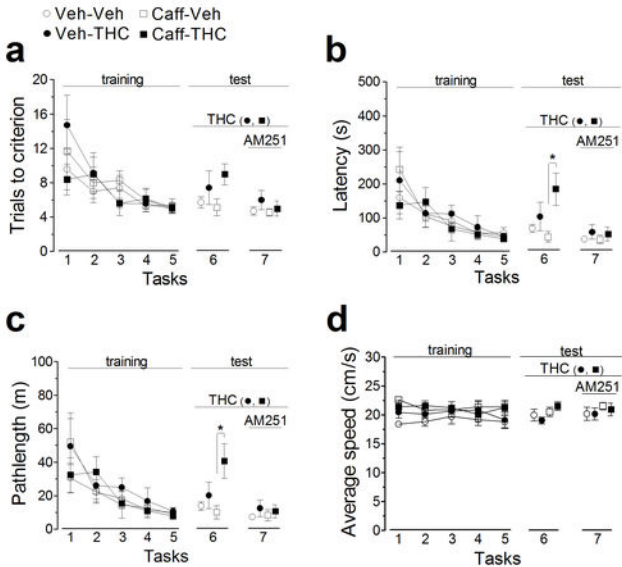 Veh-Veh Caff-Veh
Veh-THC Caff-THC
a
training test
THC (●, ■)
AM251
Trials to criterion
20
16
12
8
4
0
1 2 3 4 5 6 7
Tasks
b
training test
THC (●, ■)
AM251
*
Latency (s)
500
400
300
200
100
0
1 2 3 4 5 6 7
Tasks
c
training test
THC (●, ■)
AM251
*
Pathlength (m)
100
80
60
40
20
0
1 2 3 4 5 6 7
Tasks
d
training test
THC (●, ■)
AM251
Average speed (cm/s)
30
25
20
15
10
5
0
1 2 3 4 5 6 7
Tasks